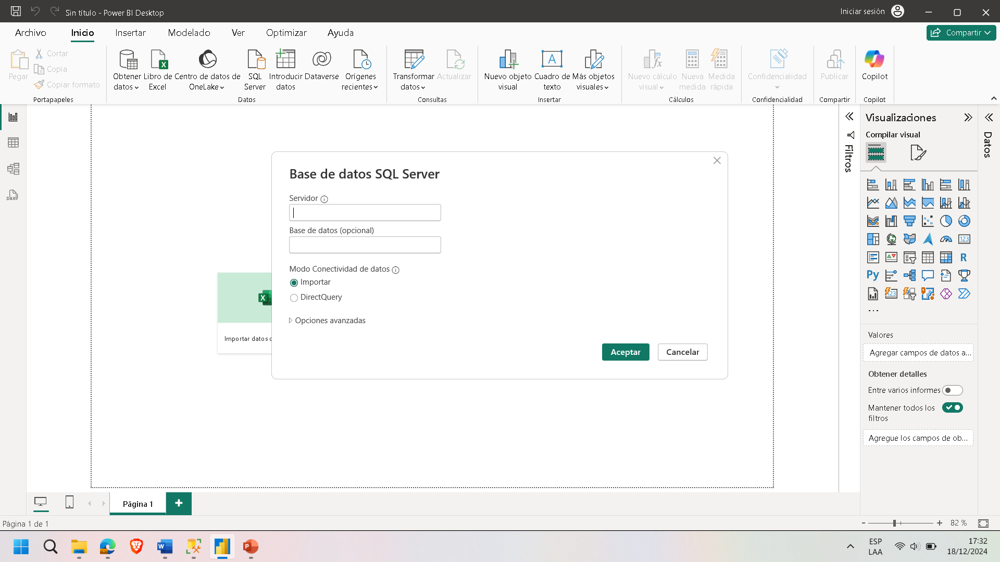 Sin título - Power BI Desktop
Iniciar sesión
Archivo
Inicio
Insertar
Modelado
Ver
Optimizar
Ayuda
Compartir
Pegar
Cortar
Copia
Copiar formato
Portapapeles
Obtener datos
Libro de Excel
Centro de datos de OneLake
SQL Server
Introducir datos
Dataverse
Orígenes recientes
Datos
Transformar datos
Actualizar
Consultas
Nuevo objeto visual
Cuadro de texto
A
Más objetos visuales
Insertar
Nuevo cálculo visual
Nueva medida
Medida rápida
Cálculos
Confidencialidad
Confidencialidad
Publicar
Compartir
Copilot
Copilot
DAX
Base de datos SQL Server
Servidor
Base de datos (opcional)
Modo Conectividad de datos
Importar
DirectQuery
Opciones avanzadas
Aceptar
Cancelar
X
Importar datos
Filtros
Visualizaciones
Compilar visual
123
R
Py
123
...
Valores
Agregar campos de datos a...
Obtener detalles
Entre varios informes
Mantener todos los
filtros
Agregue los campos de ob...
Datos
Página 1
Página 1 de 1
82 %
W
P
ESP
LAA
17:32
18/12/2024